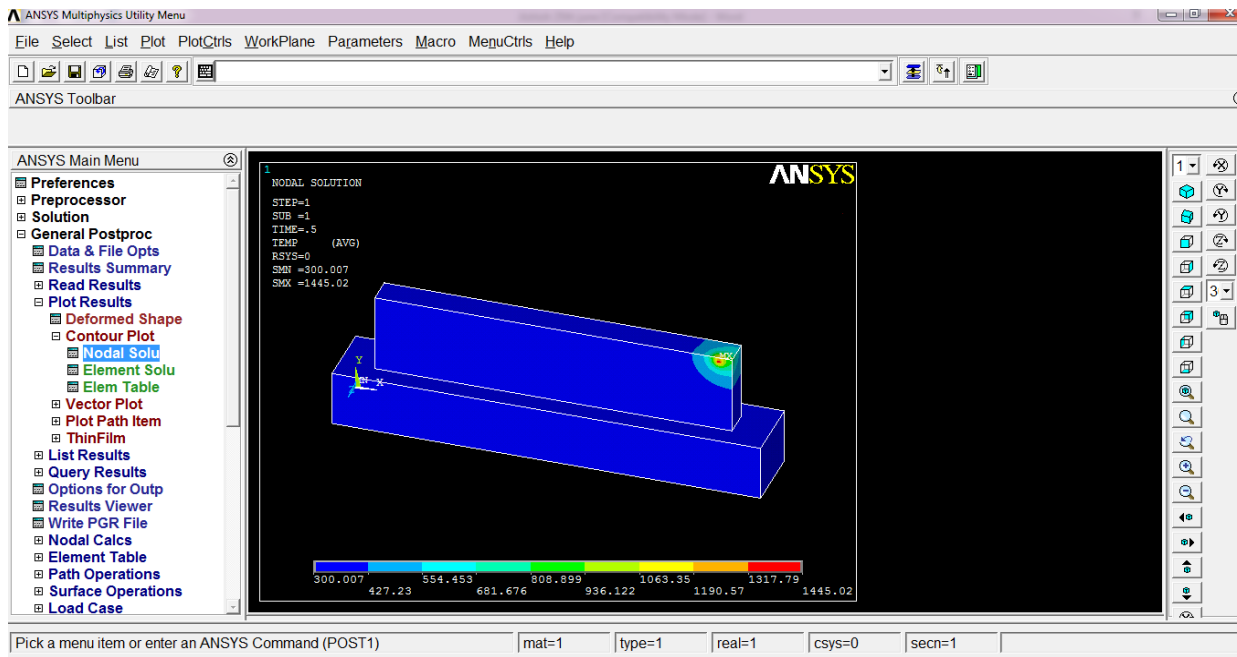 ANSYS Multiphysics Utility Menu
File Select List Plot PlotCtrls WorkPlane Parameters Macro MenuCtrls Help
ANSYS Toolbar
ANSYS Main Menu
Preferences
Preprocessor
Solution
General Postproc
Data & File Opts
Results Summary
Read Results
Plot Results
Deformed Shape
Contour Plot
Nodal Solu
Element Solu
Elem Table
Vector Plot
Plot Path Item
ThinFilm
List Results
Query Results
Options for Outp
Results Viewer
Write PGR File
Nodal Calcs
Element Table
Path Operations
Surface Operations
Load Case
1
NODAL SOLUTION
STEP=1
SUB =1
TIME=.5
TEMP (AVG)
RSYS=0
SMN =300.007
SMX =1445.02
ANSYS
MX
Y
X
300.007 554.453 808.899 1063.35 1317.79
427.23 681.676 936.122 1190.57 1445.02
1
3
Pick a menu item or enter an ANSYS Command (POST1) mat=1 type=1 real=1 csys=0 secn=1